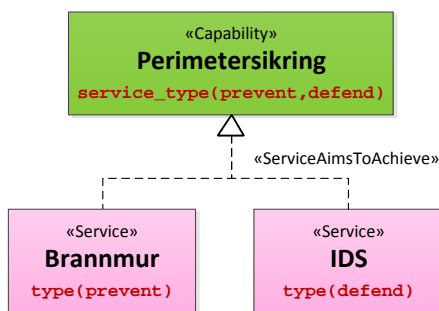 «Capability»
Perimetersikring
service_type(prevent,defend)
«ServiceAimsToAchieve»
«Service»
Brannmur
type(prevent)
«Service»
IDS
type(defend)